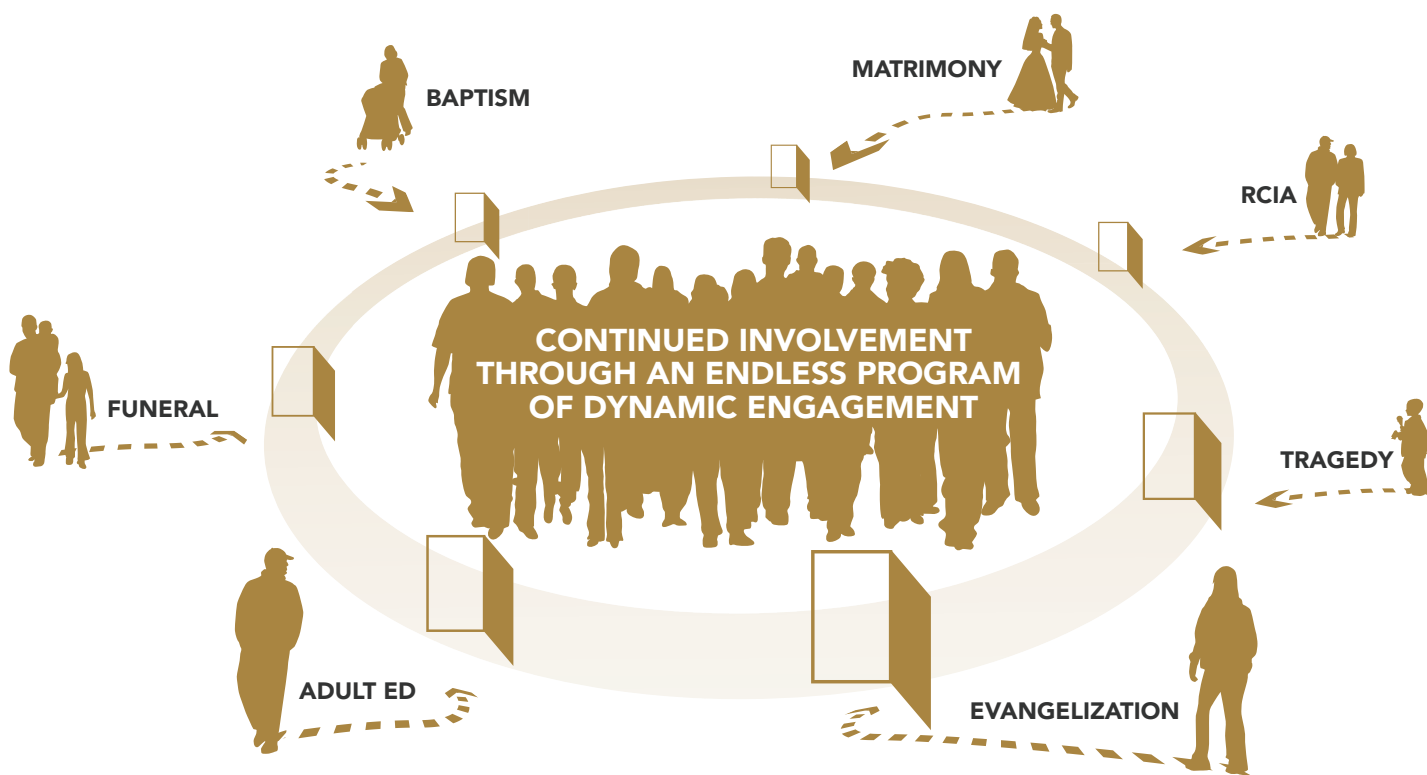 MATRIMONY
BAPTISM
RCIA
CONTINUED INVOLVEMENT
THROUGH AN ENDLESS PROGRAM
OF DYNAMIC ENGAGEMENT
FUNERAL
TRAGEDY
ADULT ED
EVANGELIZATION